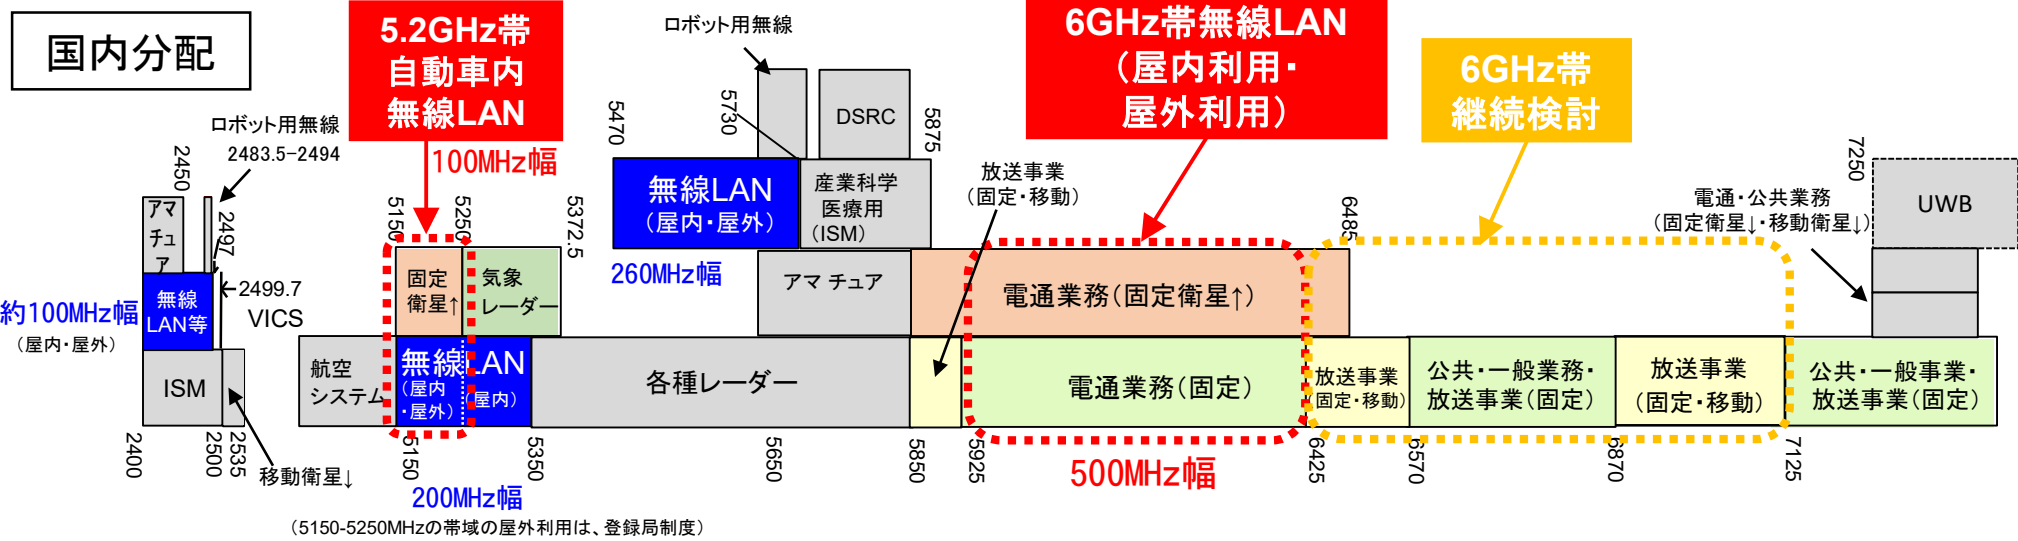 国内分配
5.2GHz帯
自動車内
無線LAN
100MHz幅
ロボット用無線
6GHz帯無線LAN
(屋内利用・
屋外利用)
6GHz帯
継続検討
ロボット用無線
2483.5-2494
2450
2497
アマ
チュ
ア
無線
LAN等
約100MHz幅
(屋内・屋外)
2499.7
VICS
ISM
2400
2500
2535
移動衛星↓
5150
5250
5372.5
固定
衛星↑
気象
レーダー
航空
システム
無線LAN
(屋内
・屋外)
(屋内)
5150
5350
200MHz幅
(5150-5250MHzの帯域の屋外利用は、登録局制度)
5470
5730
5875
DSRC
無線LAN
(屋内・屋外)
260MHz幅
産業科学
医療用
(ISM)
アマチュア
各種レーダー
5650
5850
5925
放送事業
(固定・移動)
電通業務(固定衛星↑)
6485
電通業務(固定)
500MHz幅
6425
放送事業
(固定・移動)
6570
公共・一般業務・
放送事業(固定)
6870
放送事業
(固定・移動)
7125
公共・一般事業・
放送事業(固定)
電通・公共業務
(固定衛星↓・移動衛星↓)
7250
UWB